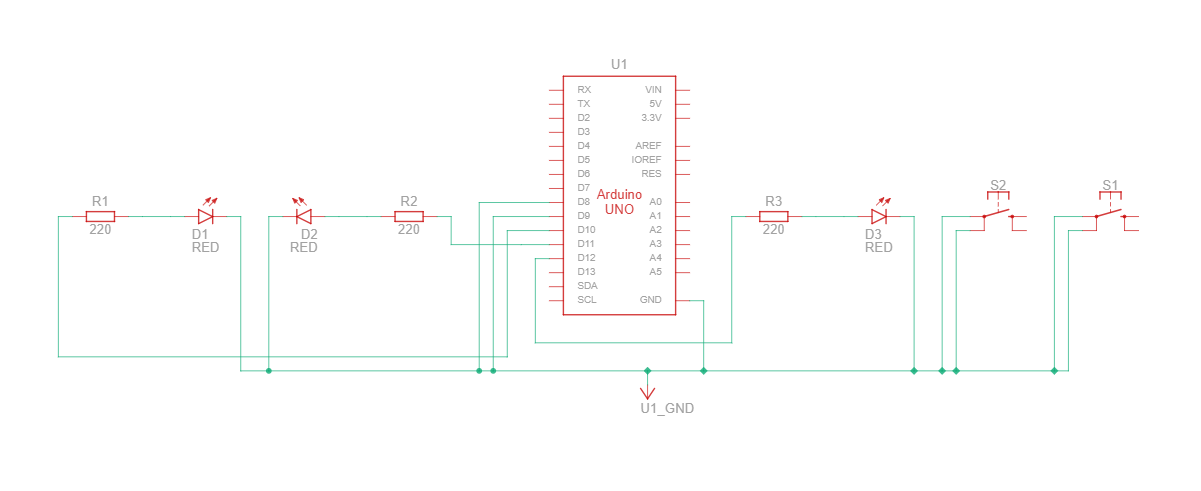 U1
RX VIN
TX 5V
D2 3.3V
D3
D4 AREF
D5 IOREF
D6 RES
D7
Arduino
UNO
D8 A0
D9 A1
D10 A2
D11 A3
D12 A4
D13 A5
SDA
SCL GND
R1
220
D1
RED
D2
RED
R2
220
R3
220
D3
RED
S2
S1
U1_GND